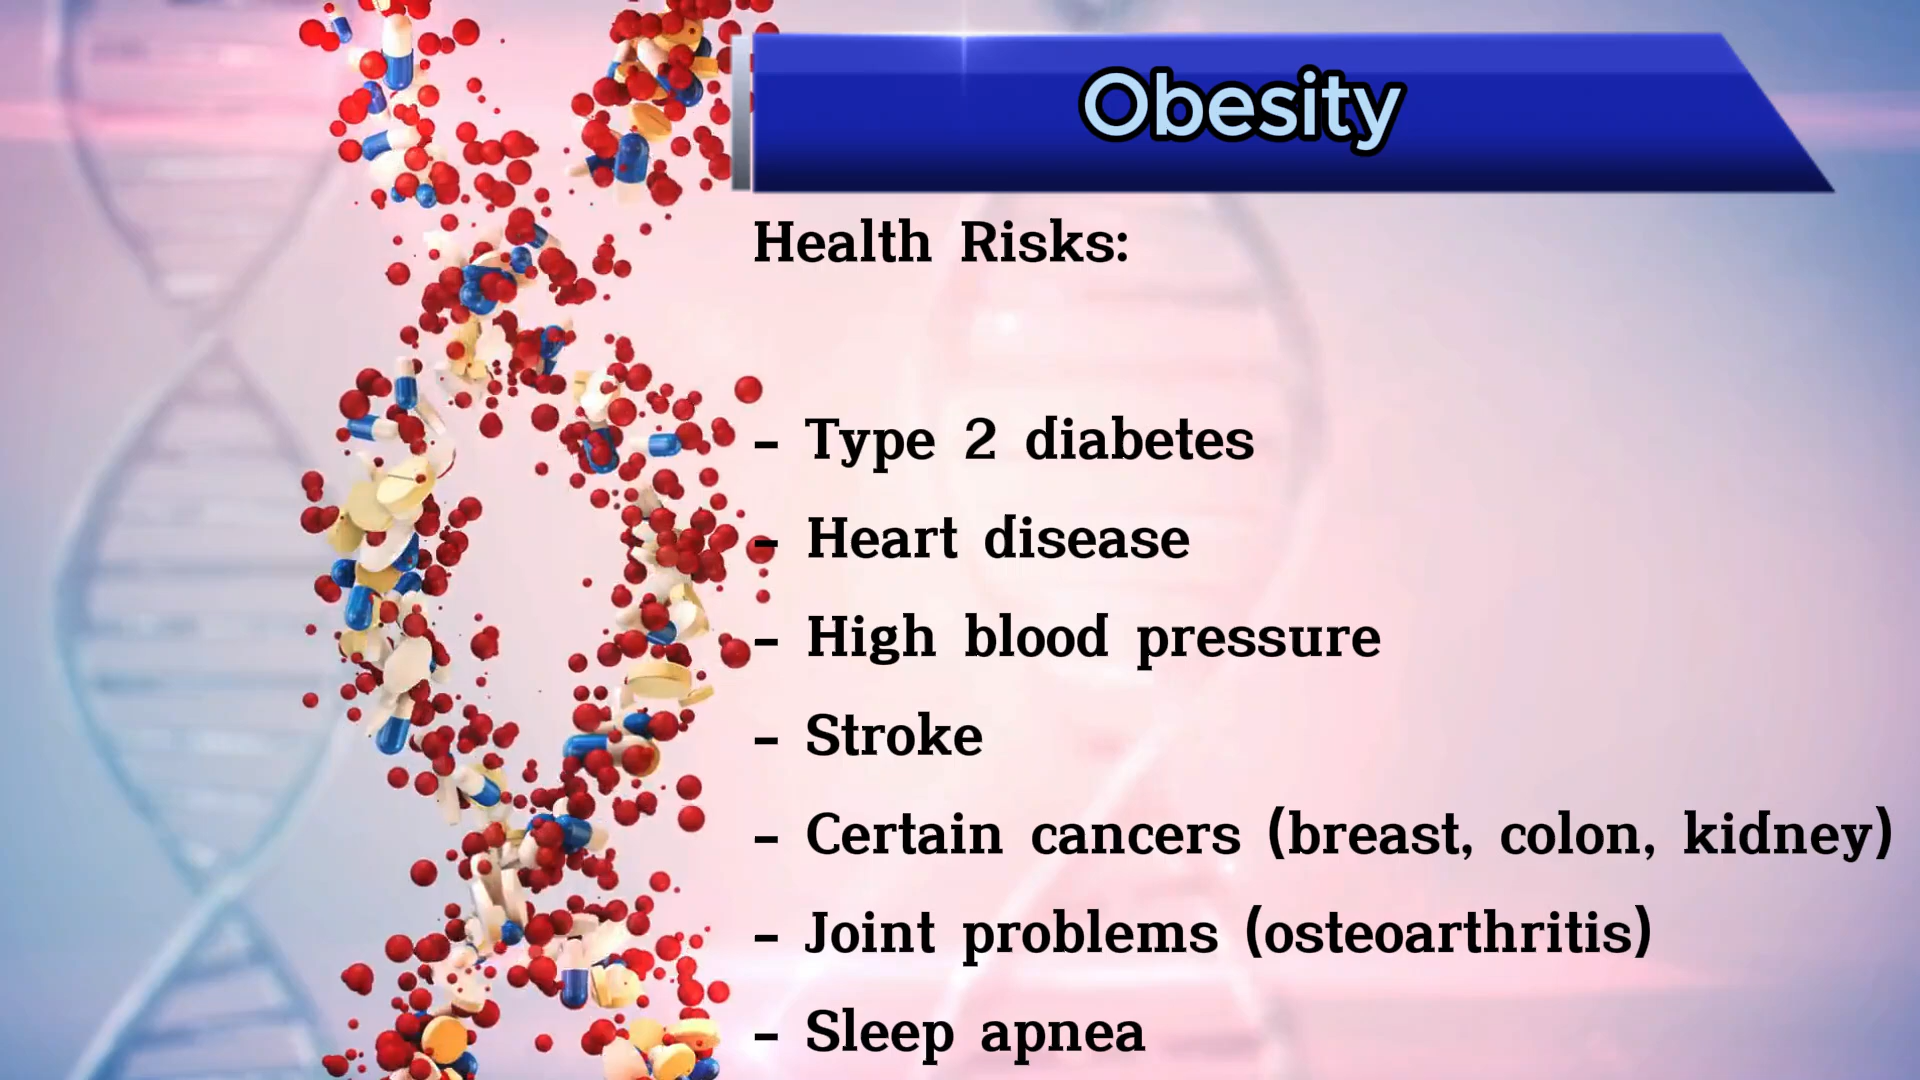 Obesity
Health Risks:
- Type 2 diabetes
- Heart disease
- High blood pressure
- Stroke
- Certain cancers (breast, colon, kidney)
- Joint problems (osteoarthritis)
- Sleep apnea